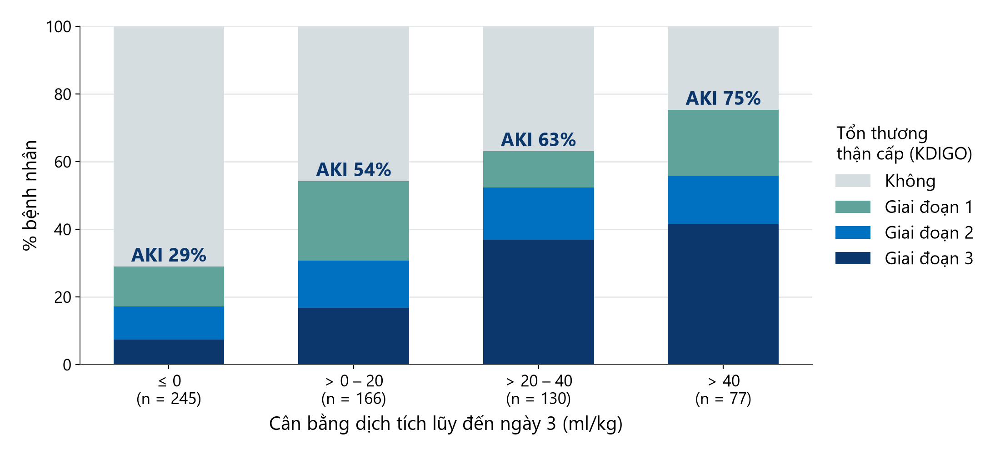 100
80
60
40
20
0
% bệnh nhân
AKI 29%
AKI 54%
AKI 63%
AKI 75%
≤ 0
(n = 245)
> 0 – 20
(n = 166)
> 20 – 40
(n = 130)
> 40
(n = 77)
Cân bằng dịch tích lũy đến ngày 3 (ml/kg)
Tổn thương
thận cấp (KDIGO)
Không
Giai đoạn 1
Giai đoạn 2
Giai đoạn 3